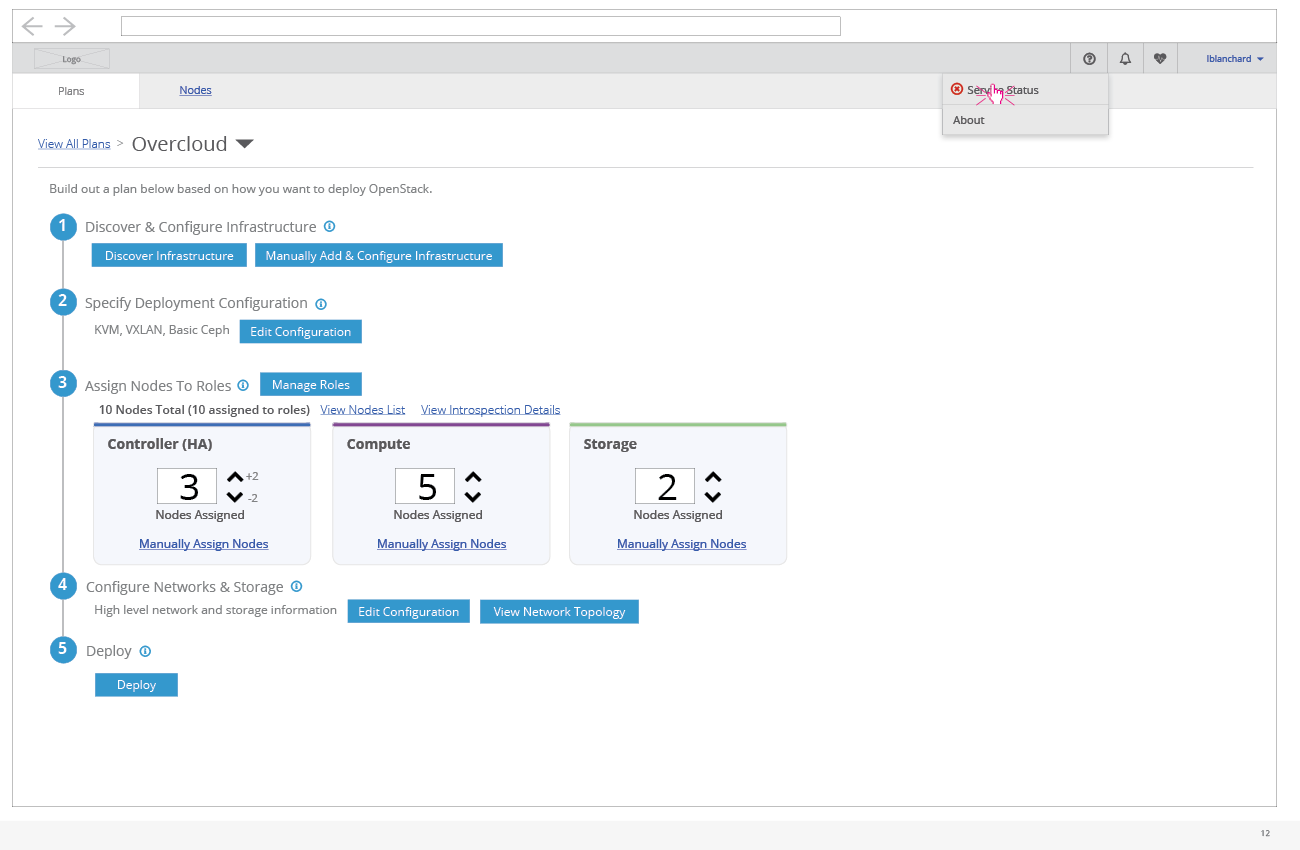 Logo
lblanchard
Plans
Nodes
Service Status
About
View All Plans > Overcloud
Build out a plan below based on how you want to deploy OpenStack.
1 Discover & Configure Infrastructure
Discover Infrastructure Manually Add & Configure Infrastructure
2 Specify Deployment Configuration
KVM, VXLAN, Basic Ceph Edit Configuration
3 Assign Nodes To Roles Manage Roles
10 Nodes Total (10 assigned to roles) View Nodes List View Introspection Details
Controller (HA) Compute Storage
3 +2 -2 5 2
Nodes Assigned Nodes Assigned Nodes Assigned
Manually Assign Nodes Manually Assign Nodes Manually Assign Nodes
4 Configure Networks & Storage
High level network and storage information Edit Configuration View Network Topology
5 Deploy
Deploy
12